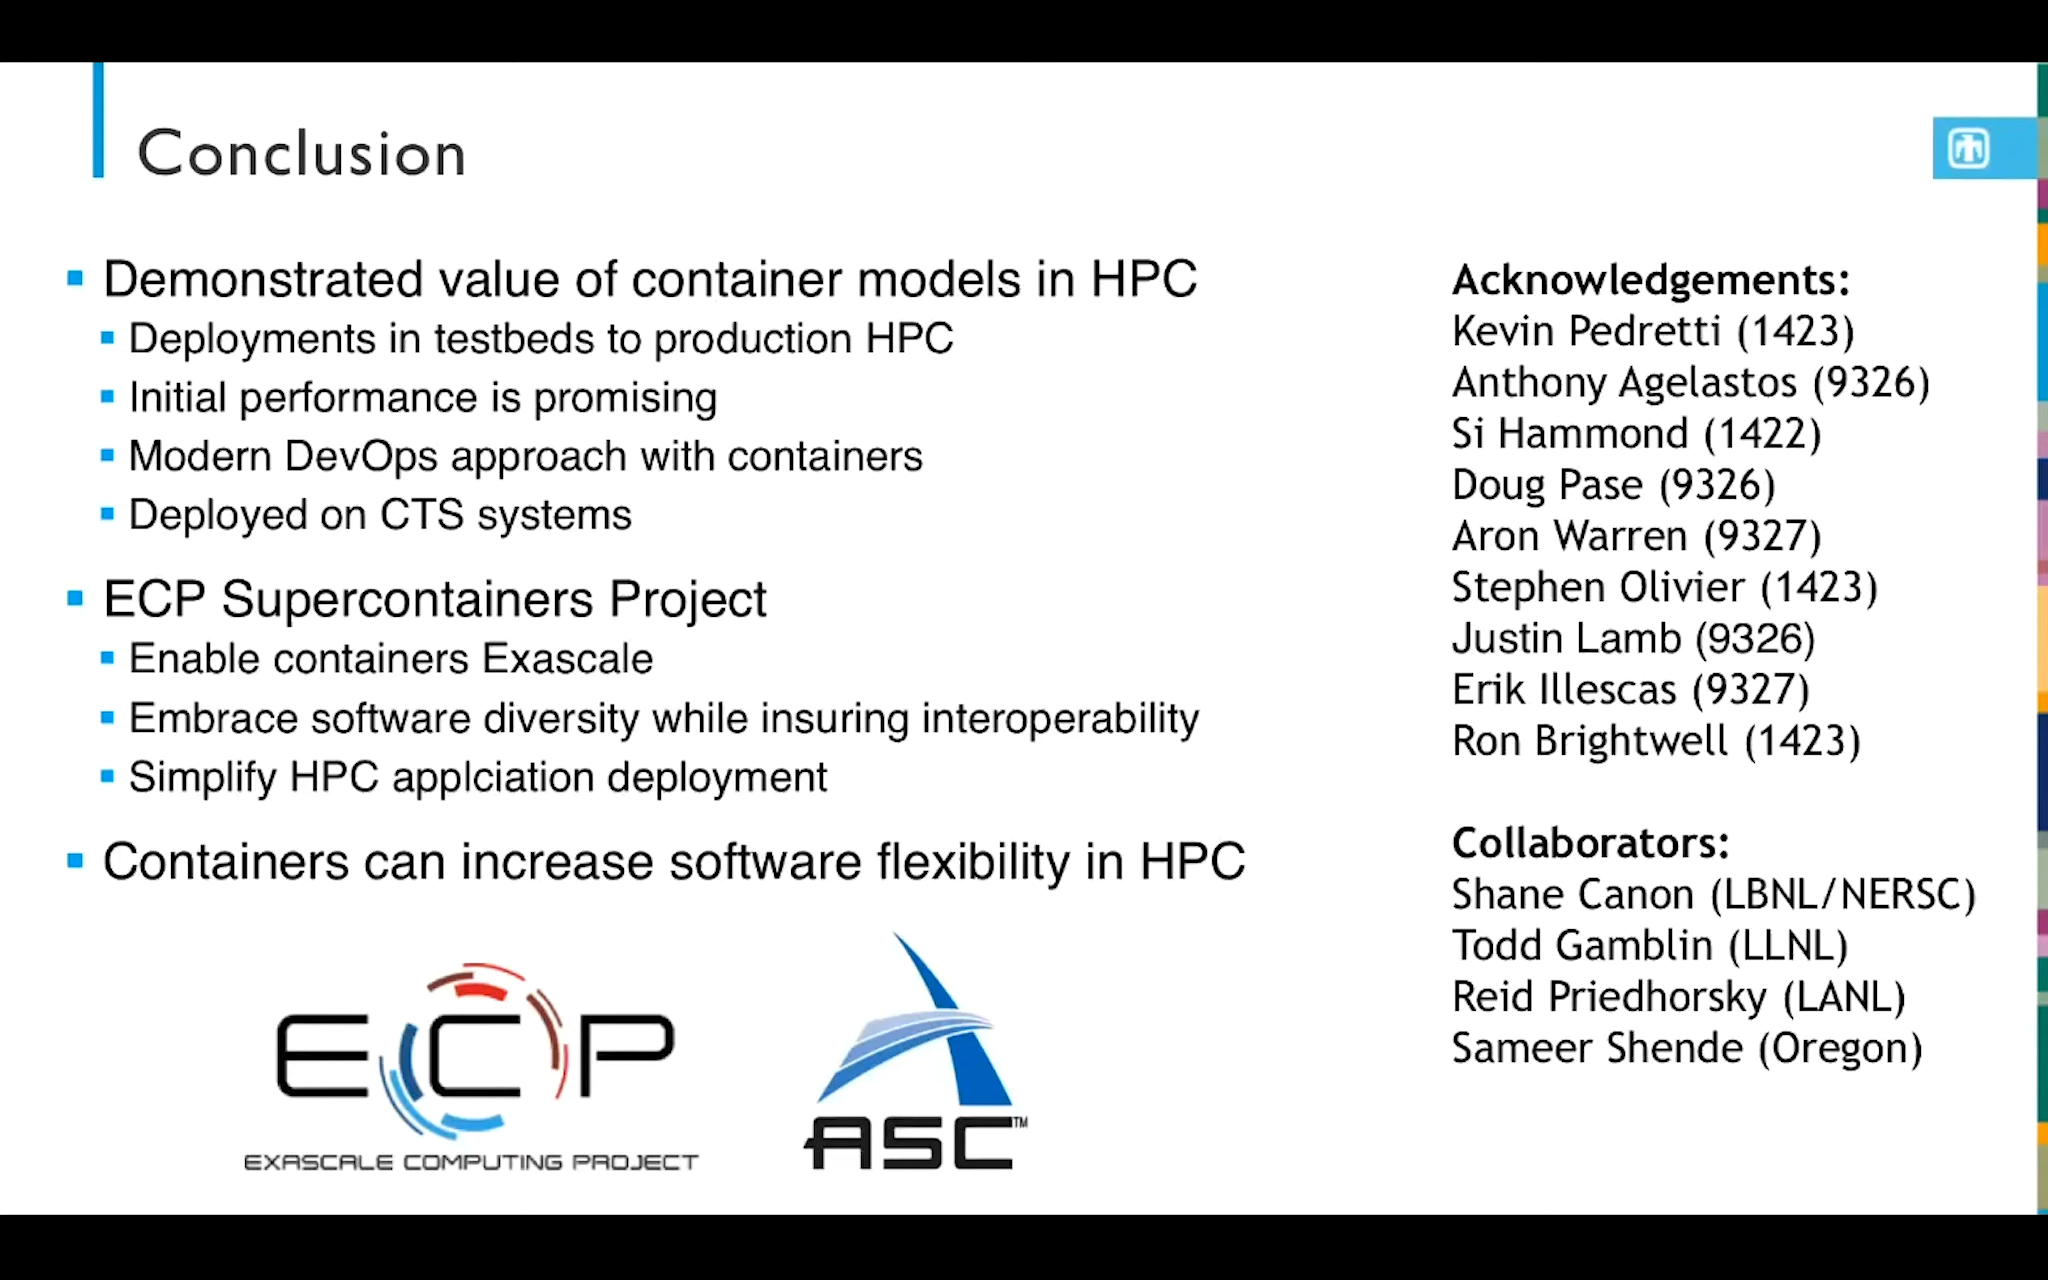 Conclusion
Demonstrated value of container models in HPC
Deployments in testbeds to production HPC
Initial performance is promising
Modern DevOps approach with containers
Deployed on CTS systems
ECP Supercontainers Project
Enable containers Exascale
Embrace software diversity while insuring interoperability
Simplify HPC applciation deployment
Containers can increase software flexibility in HPC
ECP
EXASCALE COMPUTING PROJECT
ASC™
Acknowledgements:
Kevin Pedretti (1423)
Anthony Agelastos (9326)
Si Hammond (1422)
Doug Pase (9326)
Aron Warren (9327)
Stephen Olivier (1423)
Justin Lamb (9326)
Erik Illescas (9327)
Ron Brightwell (1423)
Collaborators:
Shane Canon (LBNL/NERSC)
Todd Gamblin (LLNL)
Reid Priedhorsky (LANL)
Sameer Shende (Oregon)